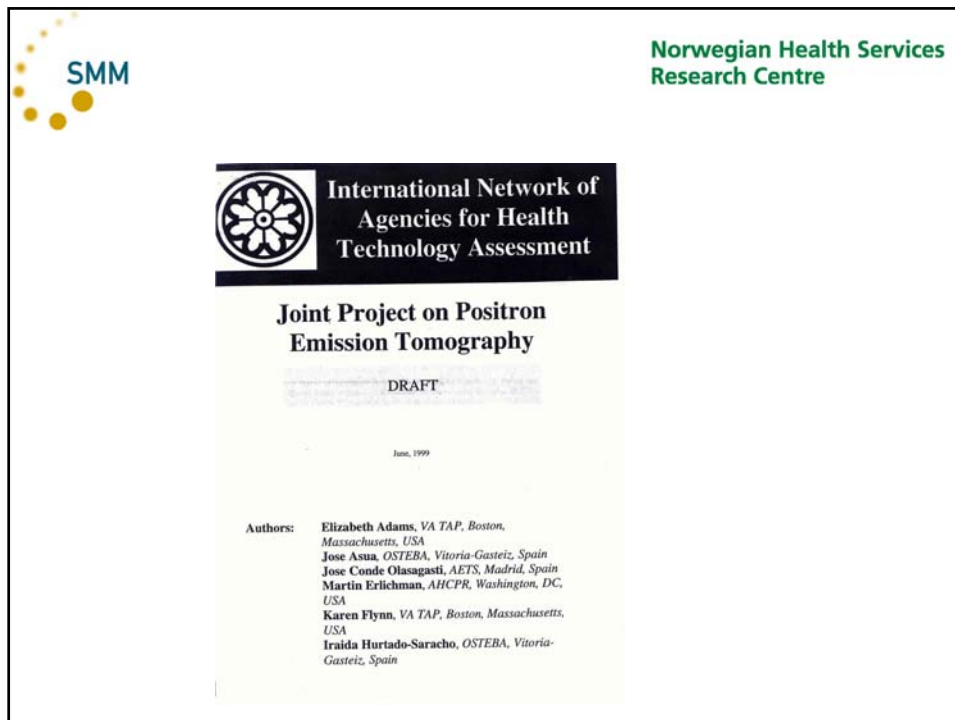 SMM
Norwegian Health Services
Research Centre
International Network of
Agencies for Health
Technology Assessment
Joint Project on Positron
Emission Tomography
DRAFT
June, 1999
Authors: Elizabeth Adams, VA TAP, Boston,
Massachusetts, USA
Jose Asua, OSTEBA, Vitoria-Gasteiz, Spain
Jose Conde Olasagasti, AETS, Madrid, Spain
Martin Erlichman, AHCPR, Washington, DC,
USA
Karen Flynn, VA TAP, Boston, Massachusetts,
USA
Iraida Hurtado-Saracho, OSTEBA, Vitoria-
Gasteiz, Spain